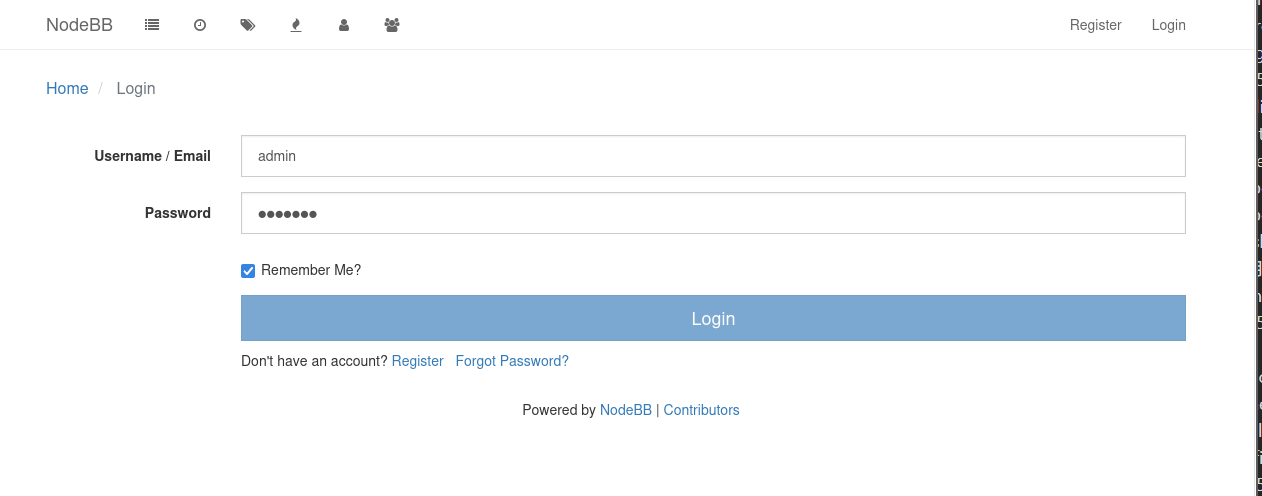 NodeBB
Register Login
Home / Login
Username / Email admin
Password •••••••
Remember Me?
Login
Don't have an account? Register Forgot Password?
Powered by NodeBB | Contributors